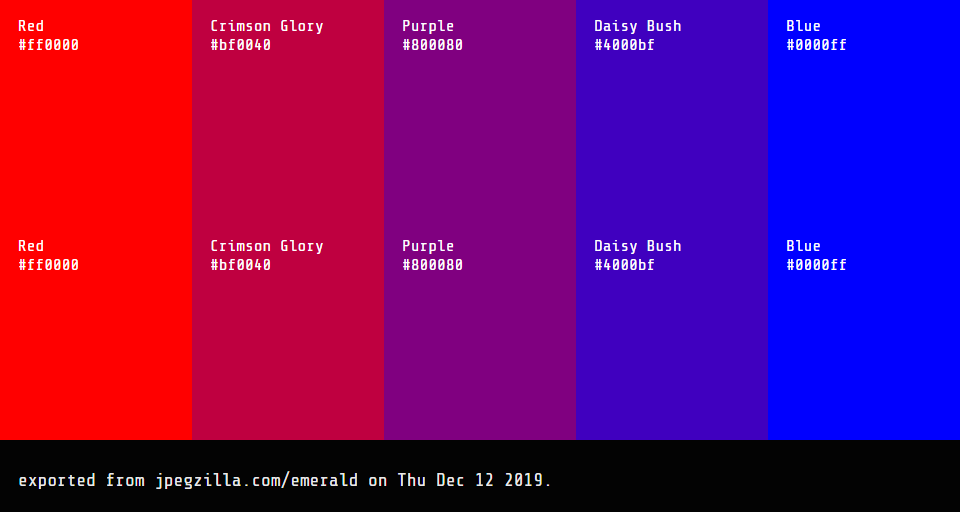 Red
#ff0000
Crimson Glory
#bf0040
Purple
#800080
Daisy Bush
#4000bf
Blue
#0000ff
Red
#ff0000
Crimson Glory
#bf0040
Purple
#800080
Daisy Bush
#4000bf
Blue
#0000ff
exported from jpegzilla.com/emerald on Thu Dec 12 2019.